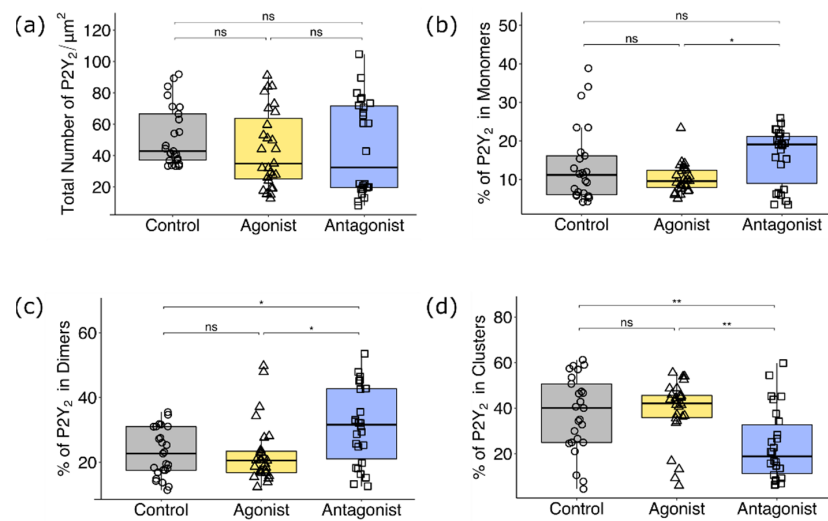 (a)
ns
ns
ns
Total Number of P2Y₂/μm²
120
100
80
60
40
20
Control
Agonist
Antagonist
(b)
ns
ns
*
% of P2Y₂ in Monomers
50
40
30
20
10
Control
Agonist
Antagonist
(c)
*
ns
*
% of P2Y₂ in Dimers
60
40
20
Control
Agonist
Antagonist
(d)
**
ns
**
% of P2Y₂ in Clusters
80
60
40
20
Control
Agonist
Antagonist